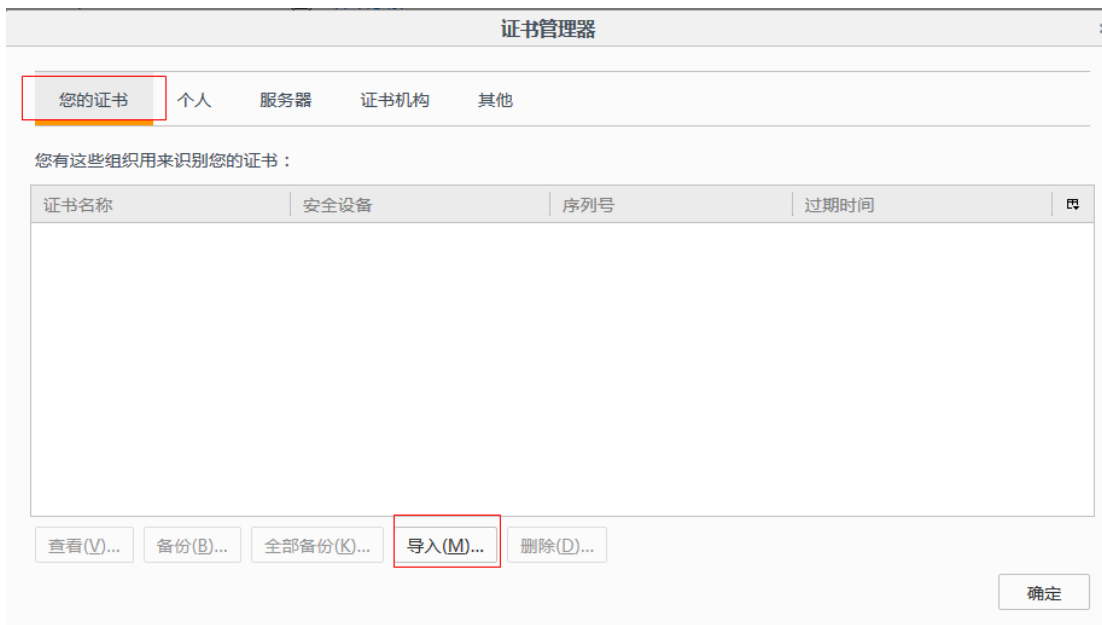 证书管理器
您的证书 个人 服务器 证书机构 其他
您有这些组织用来识别您的证书：
证书名称 安全设备 序列号 过期时间
查看(V)... 备份(B)... 全部备份(K)... 导入(M)... 删除(D)...
确定